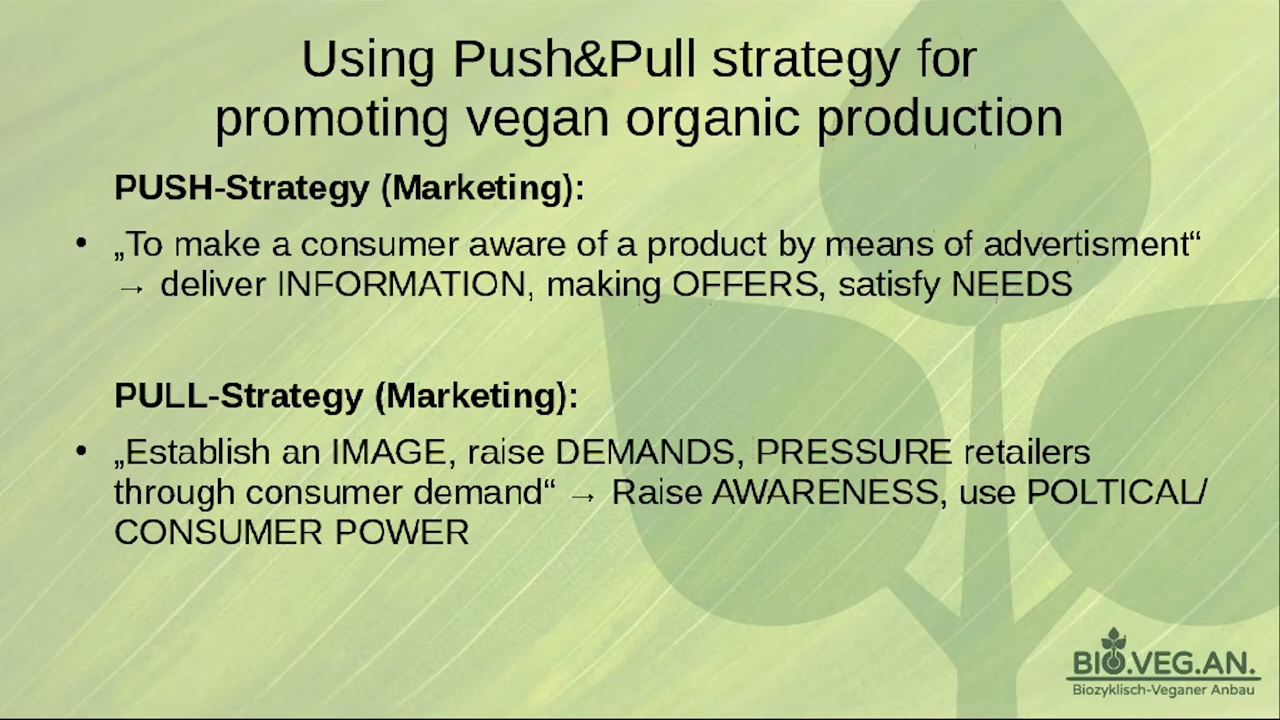 Using Push&Pull strategy for
promoting vegan organic production
PUSH-Strategy (Marketing):
• „To make a consumer aware of a product by means of advertisment“
→ deliver INFORMATION, making OFFERS, satisfy NEEDS
PULL-Strategy (Marketing):
• „Establish an IMAGE, raise DEMANDS, PRESSURE retailers
through consumer demand“ → Raise AWARENESS, use POLTICAL/
CONSUMER POWER
BIO.VEG.AN.
Biozyklisch-Veganer Anbau